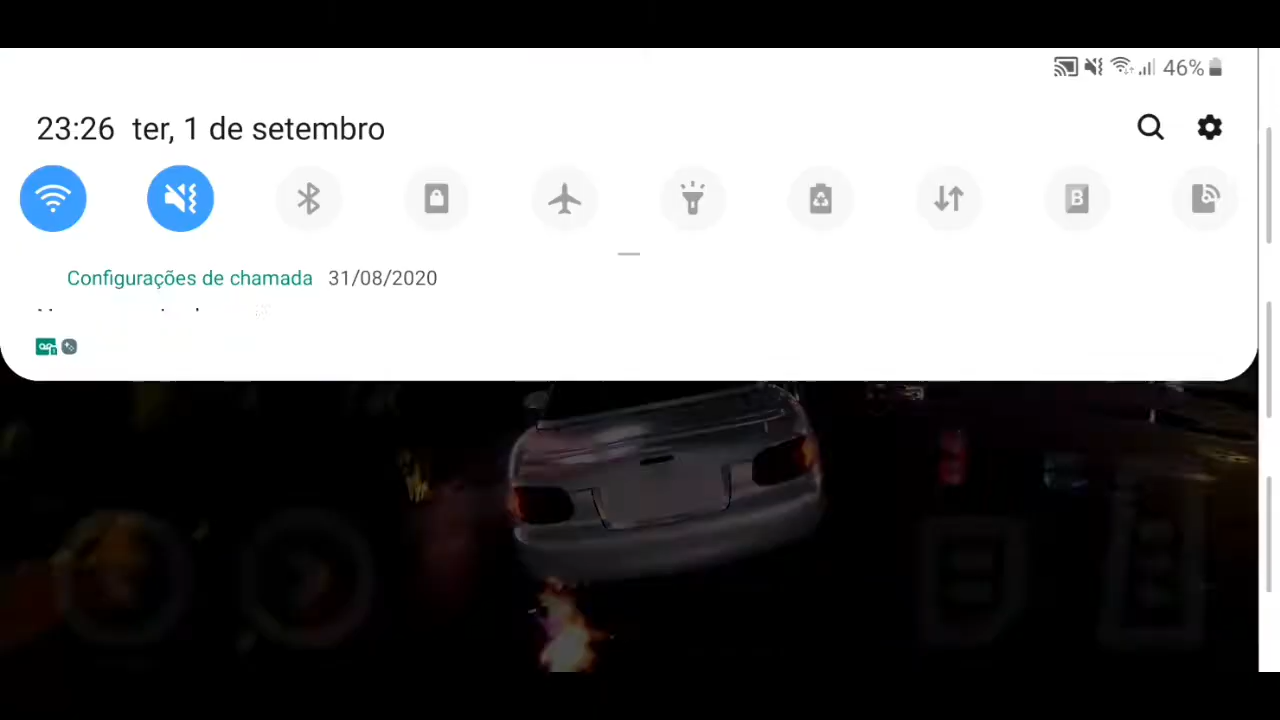 46%
23:26 ter, 1 de setembro
B
Configurações de chamada 31/08/2020